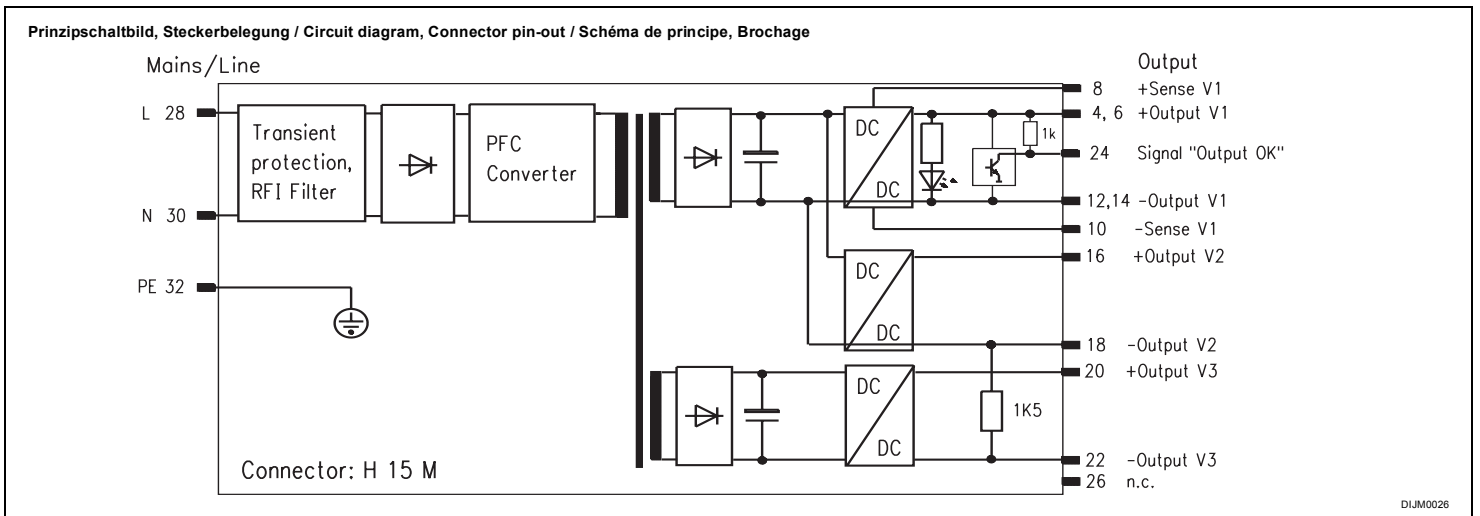 Prinzipschaltbild, Steckerbelegung / Circuit diagram, Connector pin-out / Schéma de principe, Brochage
Mains/Line
Output
8 +Sense V1
L 28
4, 6 +Output V1
Transient
protection,
RFI Filter
PFC
Converter
DC
DC
1k
24 Signal "Output OK"
N 30
12,14 -Output V1
10 -Sense V1
16 +Output V2
DC
DC
PE 32
18 -Output V2
20 +Output V3
DC
DC
1K5
Connector: H 15 M
22 -Output V3
26 n.c.
DIJM0026